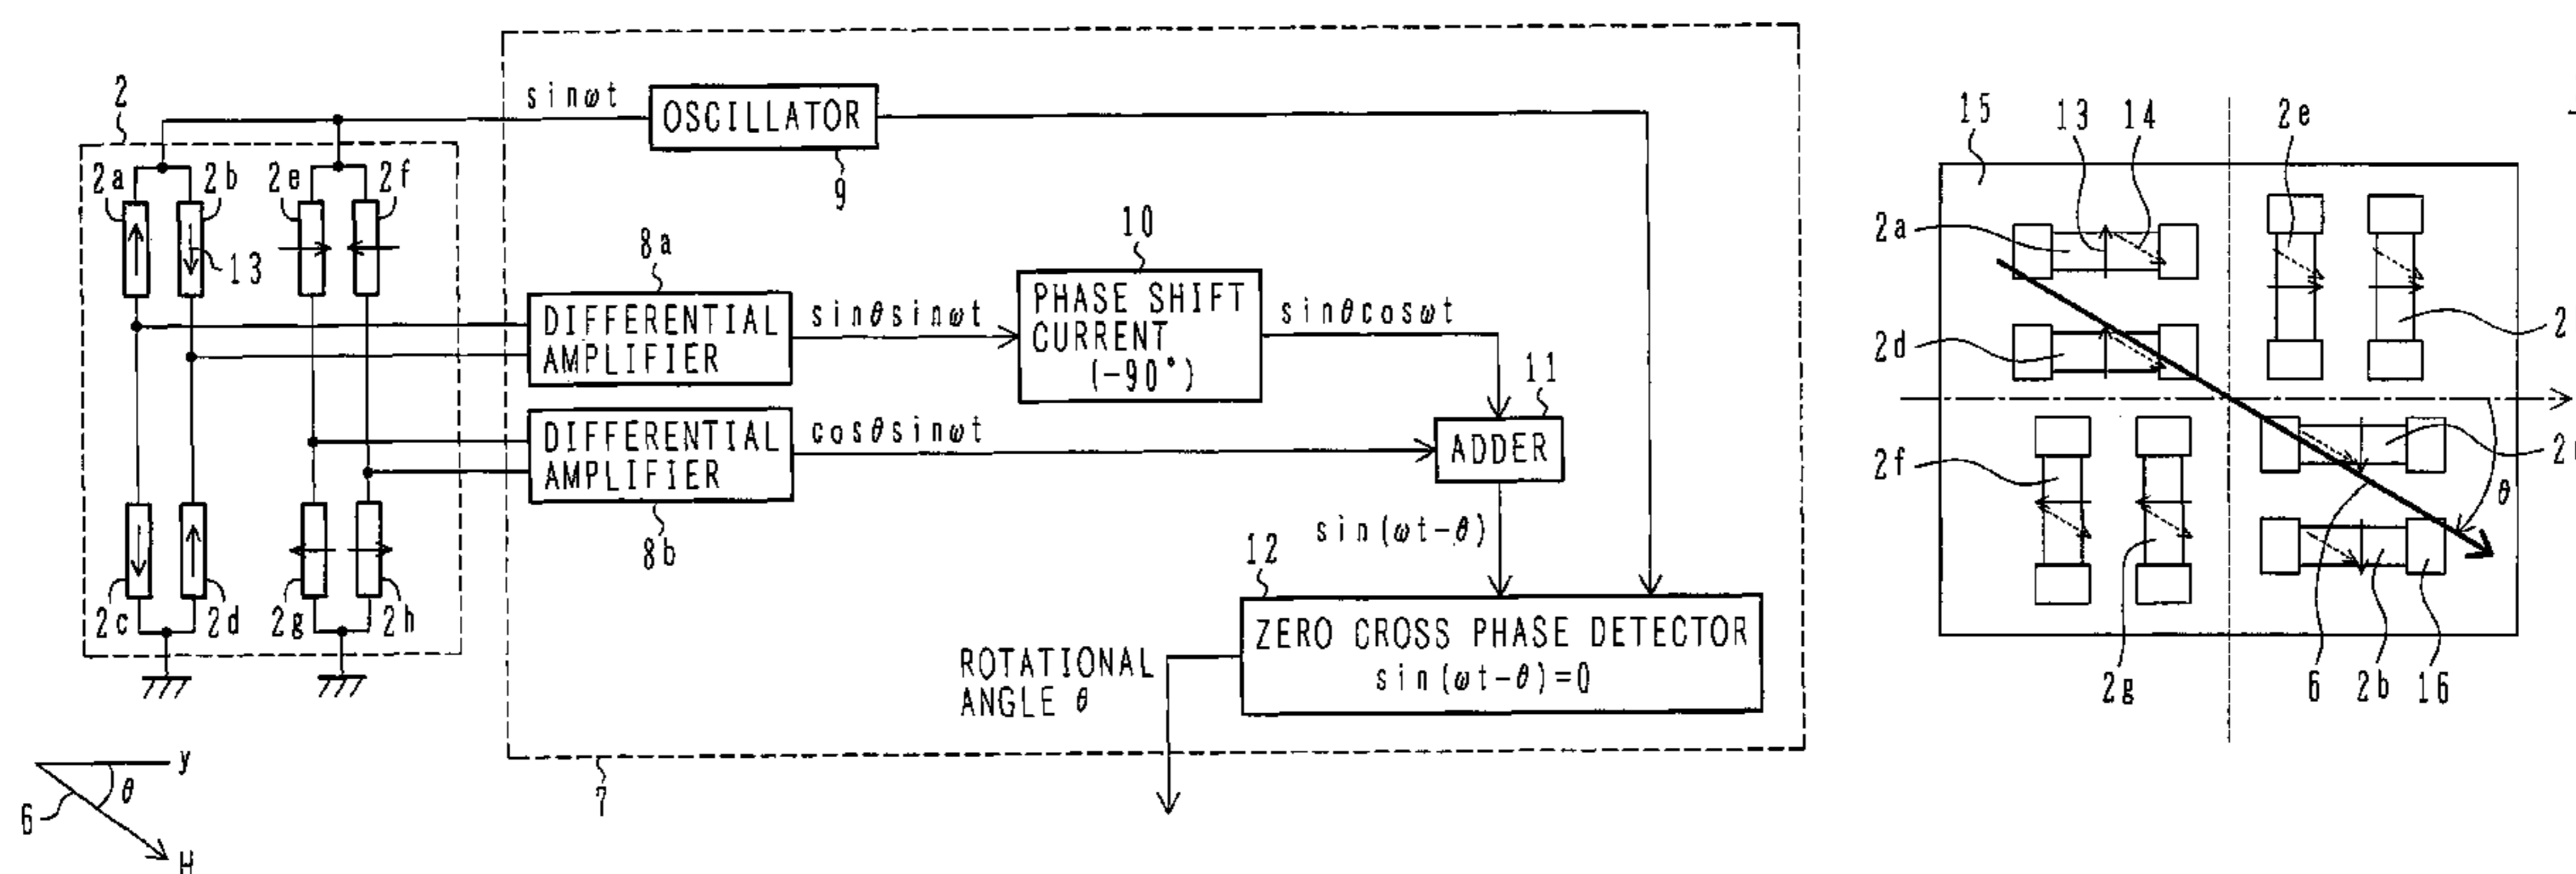 2
2a
2b
2e
2f
13
2c
2d
2g
2h
y
θ
6
H
sinωt
OSCILLATOR
9
8a
DIFFERENTIAL
AMPLIFIER
sinθsinωt
10
PHASE SHIFT
CURRENT
(-90°)
sinθcosωt
11
ADDER
DIFFERENTIAL
AMPLIFIER
8b
cosθsinωt
sin(ωt-θ)
12
ZERO CROSS PHASE DETECTOR
sin(ωt-θ)=0
ROTATIONAL
ANGLE θ
7
15
13
14
2e
2a
2d
2
2f
θ
2g
6
2b
16